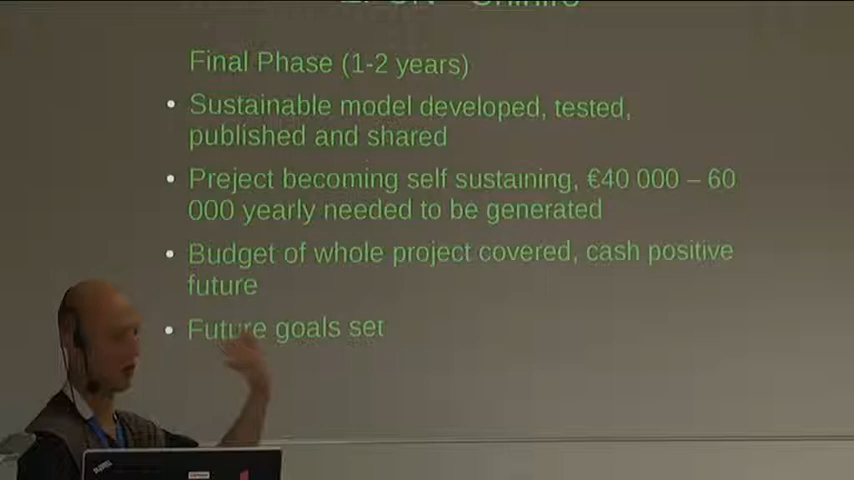 Final Phase (1-2 years)
• Sustainable model developed, tested,
published and shared
• Preject becoming self sustaining, €40 000 – 60
000 yearly needed to be generated
• Budget of whole project covered, cash positive
future
• Future goals set